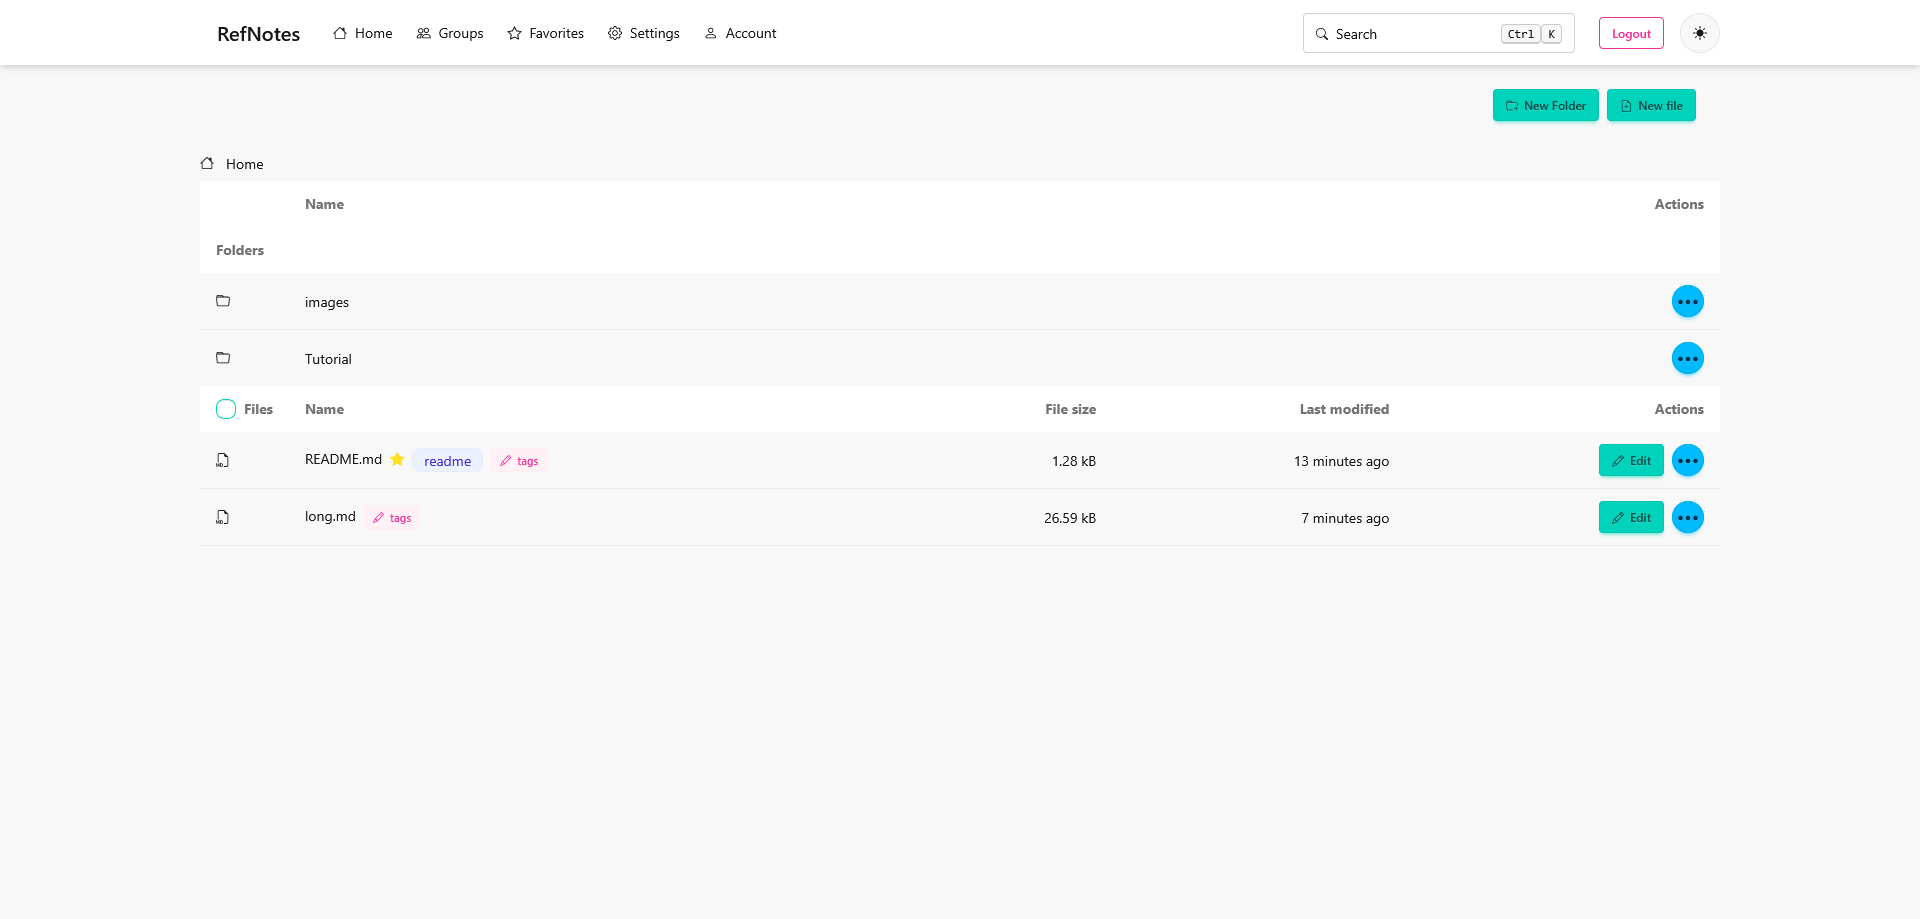 RefNotes Home Groups Favorites Settings Account Search Ctrl K Logout
New Folder New file
Home
Name Actions
Folders
images
Tutorial
Files Name File size Last modified Actions
README.md readme tags 1.28 kB 13 minutes ago Edit
long.md tags 26.59 kB 7 minutes ago Edit